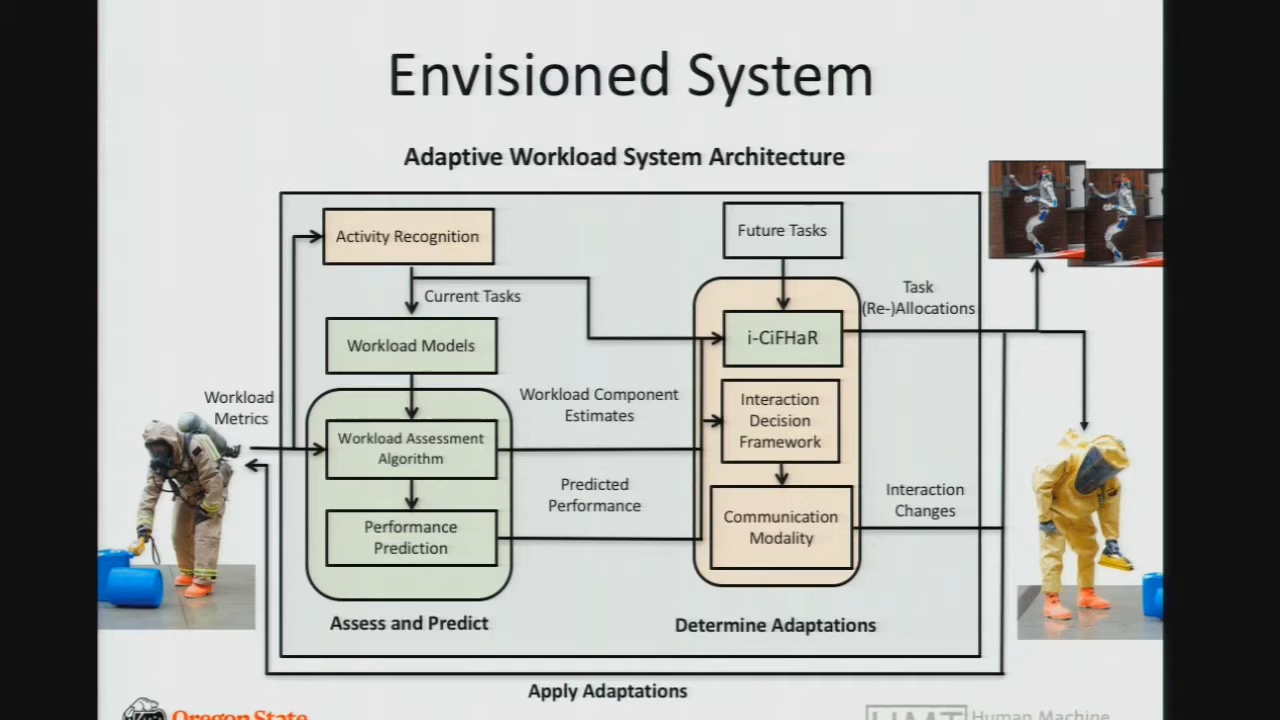 Envisioned System
Adaptive Workload System Architecture
Activity Recognition
Future Tasks
Current Tasks
Task
(Re-)Allocations
Workload Models
i-CiFHaR
Workload
Metrics
Workload Component
Estimates
Interaction
Decision
Framework
Workload Assessment
Algorithm
Predicted
Performance
Interaction
Changes
Performance
Prediction
Communication
Modality
Assess and Predict
Determine Adaptations
Apply Adaptations
Oregon State
HMT
Human Machine